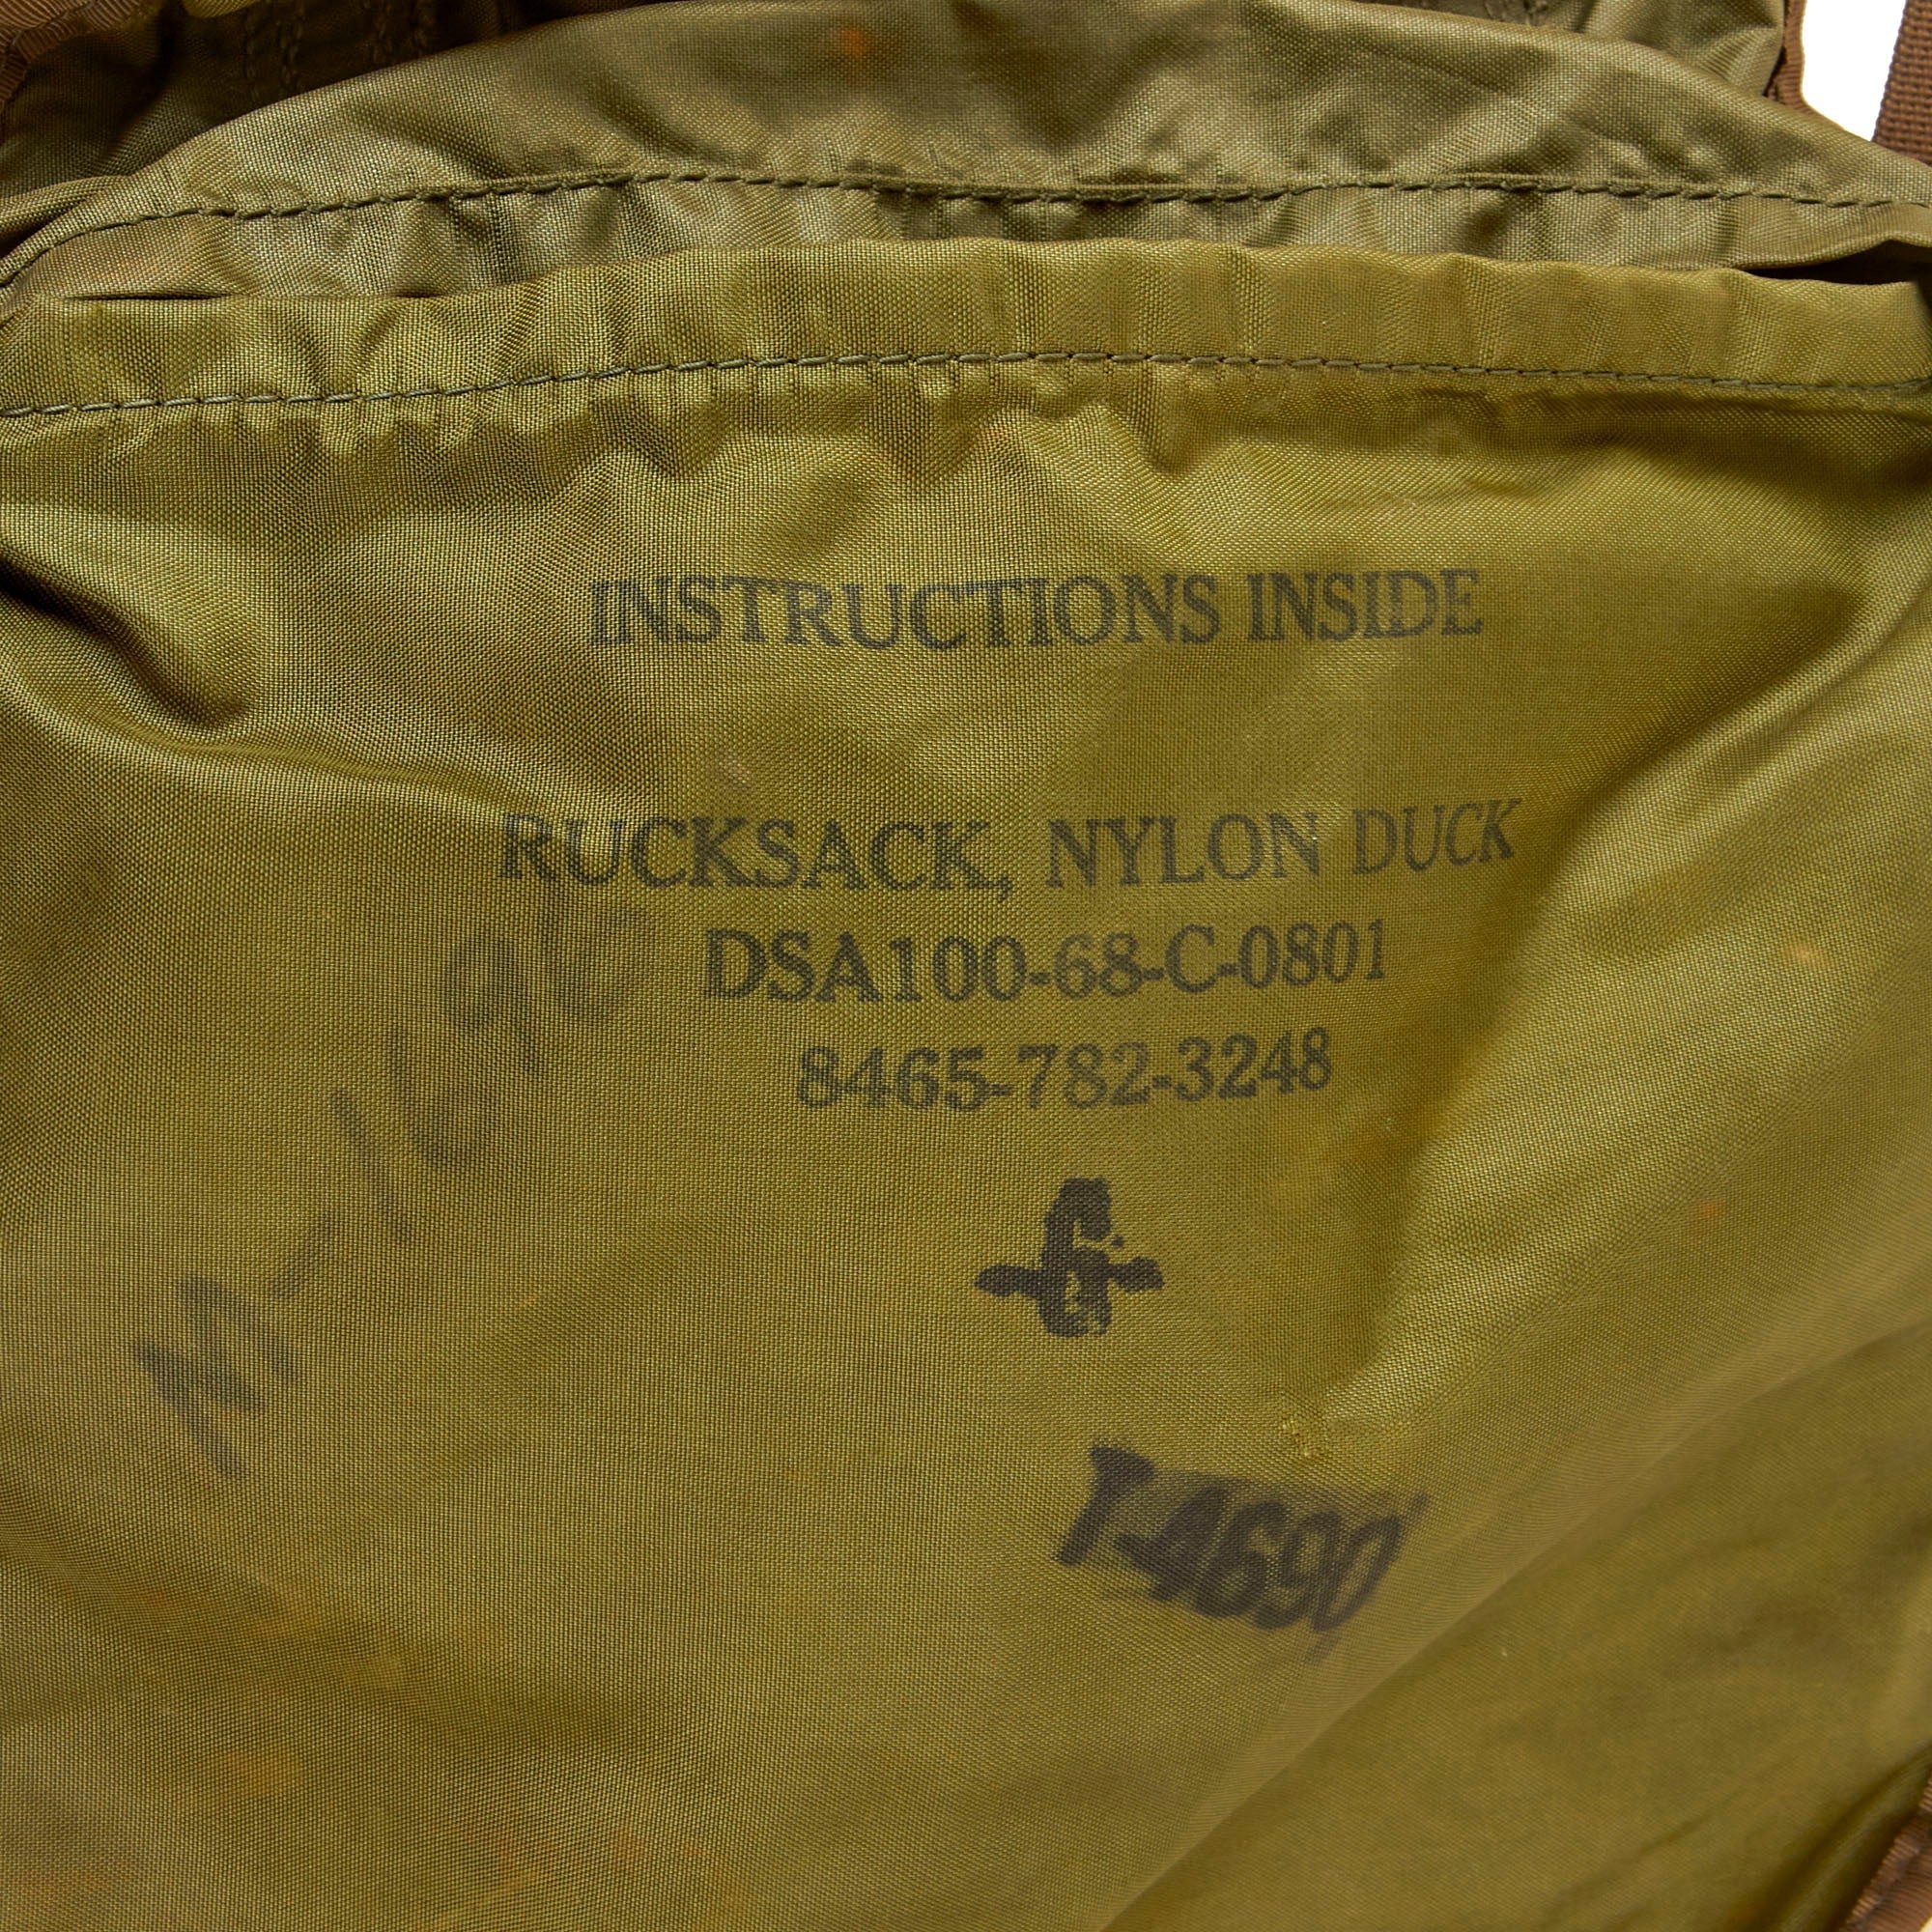 INSTRUCTIONS INSIDE
RUCKSACK, NYLON DUCK
DSA100-68-C-0801
8465-782-3248